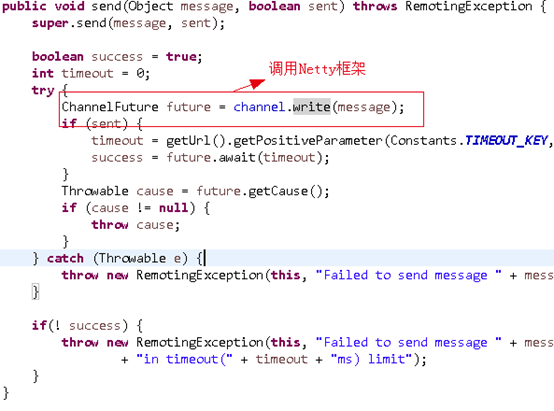 public void send(Object message, boolean sent) throws RemotingException {
super.send(message, sent);
boolean success = true;
int timeout = 0;
调用Netty框架
try {
ChannelFuture future = channel.write(message);
if (sent) {
timeout = getUrl().getPositiveParameter(Constants.TIMEOUT_KEY,
success = future.await(timeout);
}
Throwable cause = future.getCause();
if (cause != null) {
throw cause;
}
} catch (Throwable e) {
throw new RemotingException(this, "Failed to send message " + mess
}
if(! success) {
throw new RemotingException(this, "Failed to send message " + mess
+ "in timeout(" + timeout + "ms) limit");
}
}